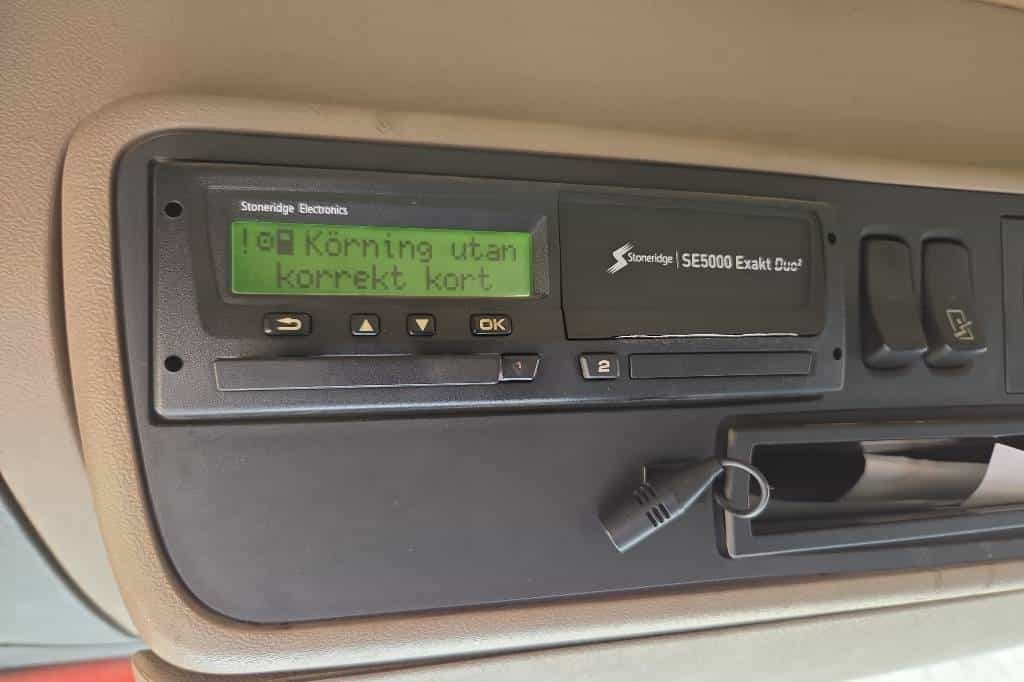 Stoneridge Electronics
! Körning utan
korrekt kort
Stoneridge | SE5000 Exakt Duo²
OK
1
2